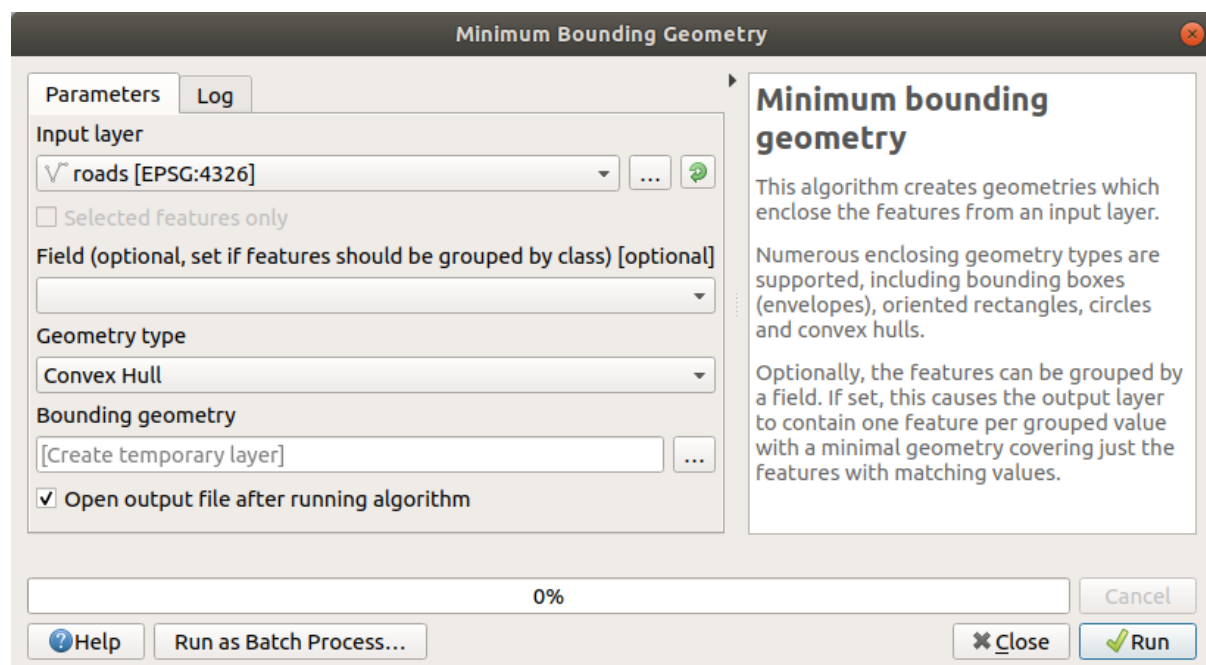 Minimum Bounding Geometry
Parameters
Log
Input layer
roads [EPSG:4326]
...
Selected features only
Field (optional, set if features should be grouped by class) [optional]
Geometry type
Convex Hull
Bounding geometry
[Create temporary layer]
...
Open output file after running algorithm
Minimum bounding
geometry
This algorithm creates geometries which
enclose the features from an input layer.
Numerous enclosing geometry types are
supported, including bounding boxes
(envelopes), oriented rectangles, circles
and convex hulls.
Optionally, the features can be grouped by
a field. If set, this causes the output layer
to contain one feature per grouped value
with a minimal geometry covering just the
features with matching values.
0%
Cancel
Help
Run as Batch Process...
Close
Run